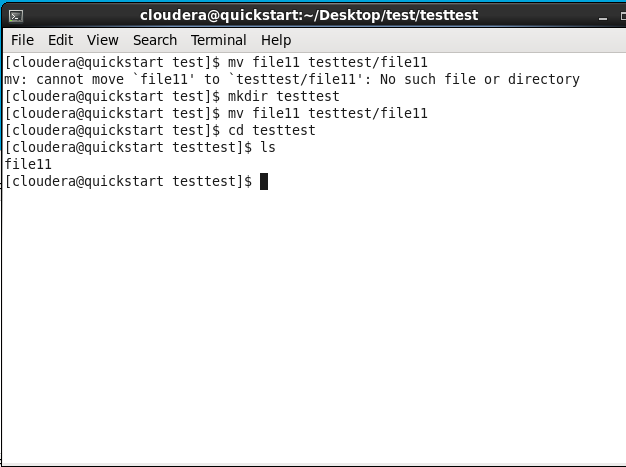 cloudera@quickstart:~/Desktop/test/testtest
File Edit View Search Terminal Help
[cloudera@quickstart test]$ mv file11 testtest/file11
mv: cannot move `file11' to `testtest/file11': No such file or directory
[cloudera@quickstart test]$ mkdir testtest
[cloudera@quickstart test]$ mv file11 testtest/file11
[cloudera@quickstart test]$ cd testtest
[cloudera@quickstart testtest]$ ls
file11
[cloudera@quickstart testtest]$